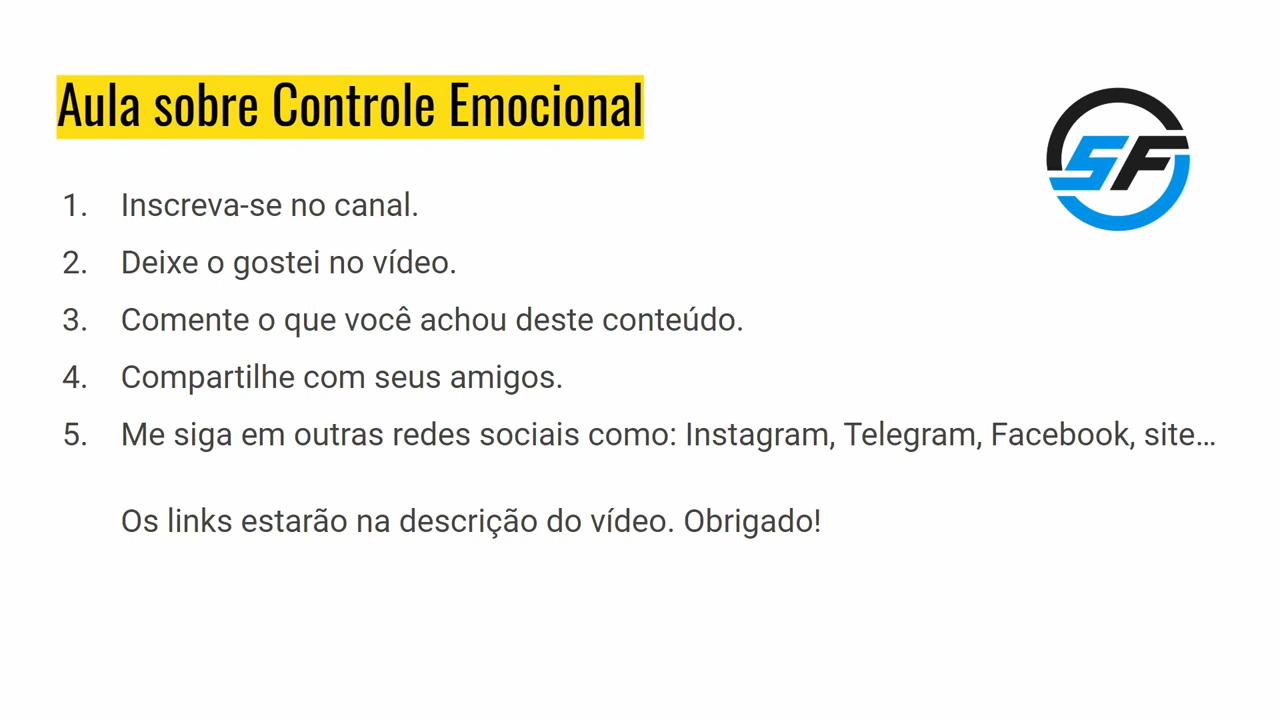 Aula sobre Controle Emocional
SF
1. Inscreva-se no canal.
2. Deixe o gostei no vídeo.
3. Comente o que você achou deste conteúdo.
4. Compartilhe com seus amigos.
5. Me siga em outras redes sociais como: Instagram, Telegram, Facebook, site...
Os links estarão na descrição do vídeo. Obrigado!